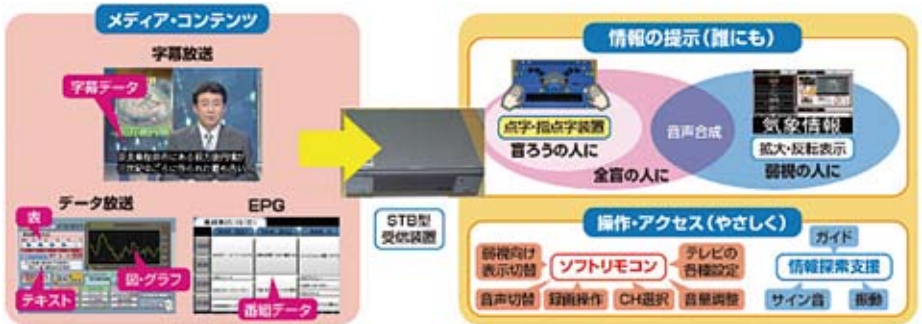 メディア・コンテンツ
字幕放送
字幕データ
データ放送
表
図・グラフ
テキスト
EPG
番組データ
STB型
受信装置
情報の提示(誰にも)
点字・指点字装置
盲ろうの人に
音声合成
全盲の人に
気象情報
拡大・反転表示
弱視の人に
操作・アクセス(やさしく)
弱視向け
表示切替
ソフトリモコン
テレビの
各種設定
音声切替
録画操作
CH選択
音量調整
ガイド
情報探索支援
サイン音
振動